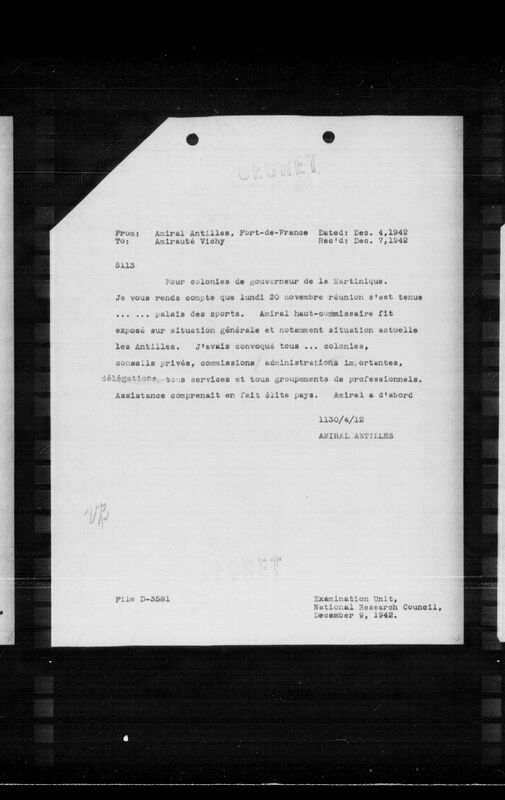 SECRET
From: Amiral Antilles, Fort-de-France Dated: Dec. 4,1942
To: Amirauté Vichy Rec'd: Dec. 7,1942
5113
Pour colonies de gouverneur de la Martinique.
Je vous rends compte que lundi 30 novembre réunion s'est tenue
... ... palais des sports. Amiral haut-commissaire fit
exposé sur situation générale et notamment situation actuelle
les Antilles. J'avais convoqué tous ... colonies,
conseils privés, commissions administrations importantes,
délégations, tous services et tous groupements de professionnels.
Assistance comprenait en fait élite pays. Amiral a d'abord
1130/4/12
AMIRAL ANTILLES
SECRET
File D-3581
Examination Unit,
National Research Council,
December 9, 1942.